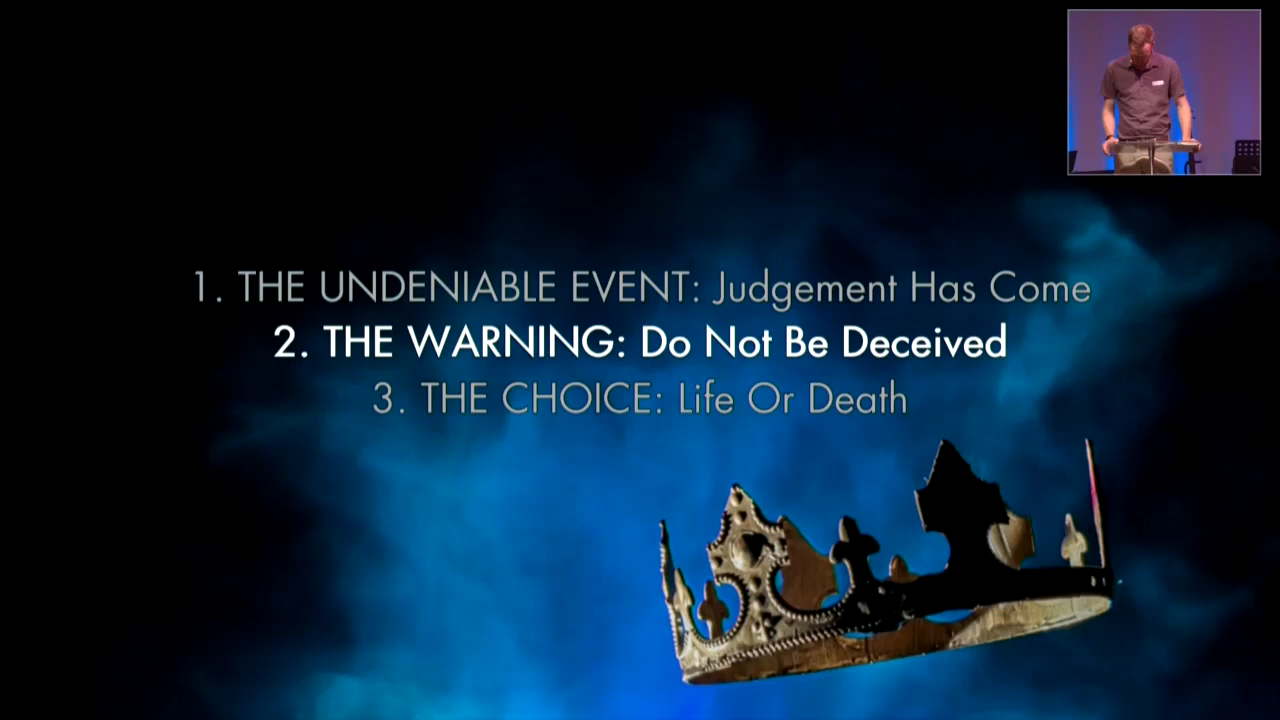 1. THE UNDENIABLE EVENT: Judgement Has Come
2. THE WARNING: Do Not Be Deceived
3. THE CHOICE: Life Or Death